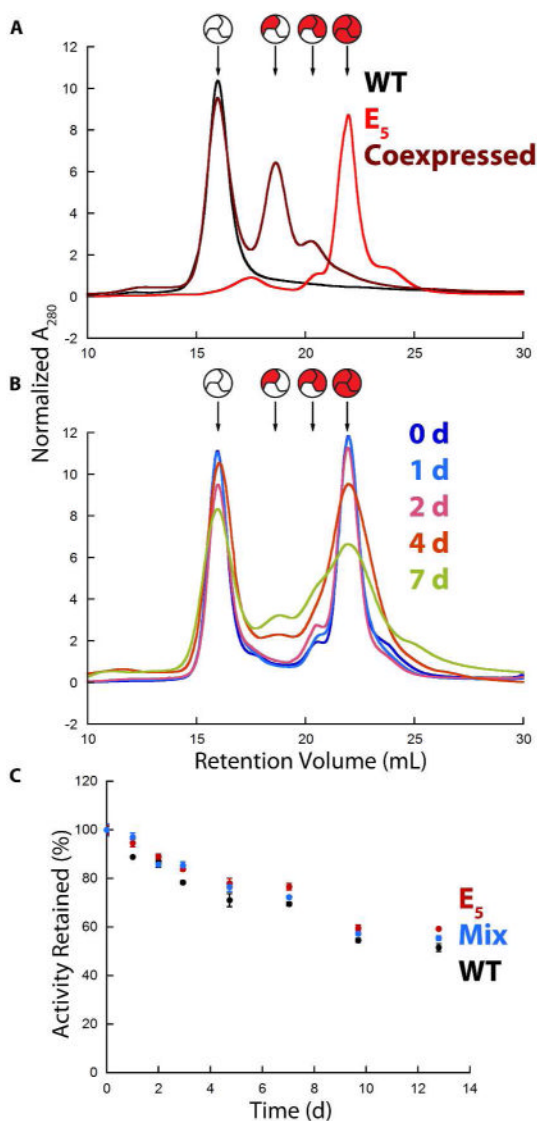 A
12
10
8
6
4
2
0
-2
10 15 20 25 30
WT
E5
Coexpressed
Normalized A280
B
12
10
8
6
4
2
0
-2
10 15 20 25 30
0 d
1 d
2 d
4 d
7 d
Retention Volume (mL)
C
120
100
80
60
40
20
0
0 2 4 6 8 10 12 14
Activity Retained (%)
E5
Mix
WT
Time (d)